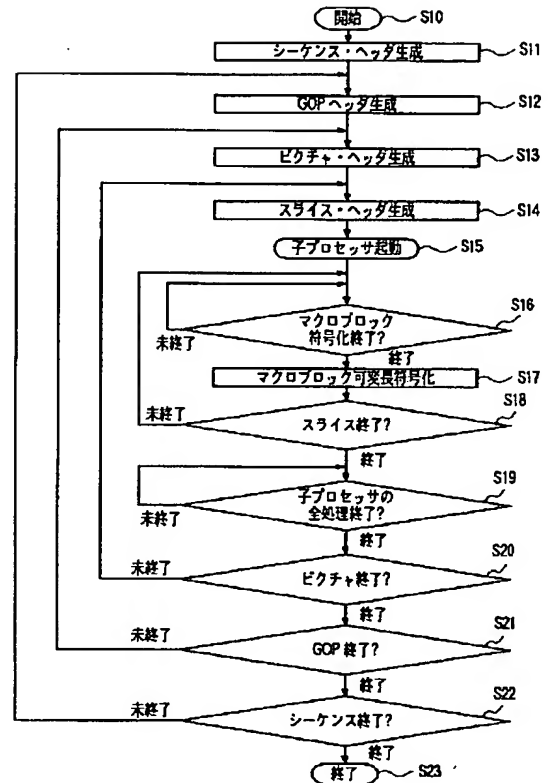 開始 S10
シーケンス・ヘッダ生成 S11
GOPヘッダ生成 S12
ピクチャ・ヘッダ生成 S13
スライス・ヘッダ生成 S14
子プロセッサ起動 S15
マクロブロック
符号化終了? S16
未終了
終了
マクロブロック可変長符号化 S17
スライス終了? S18
未終了
終了
子プロセッサの
全処理終了? S19
未終了
終了
ピクチャ終了? S20
未終了
終了
GOP終了? S21
未終了
終了
シーケンス終了? S22
未終了
終了
終了 S23